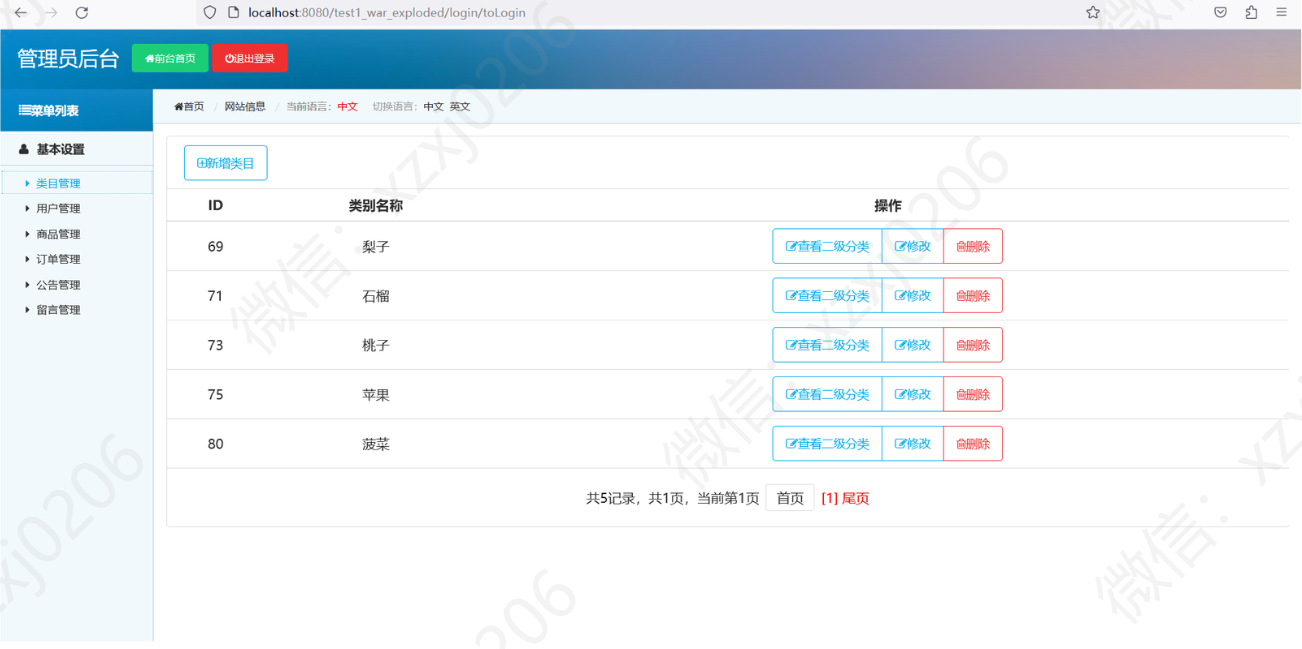 localhost:8080/test1_war_exploded/login/toLogin
管理员后台 前台首页 退出登录
菜单列表
首页 / 网站信息 / 当前语言：中文 切换语言：中文 英文
基本设置
类目管理
用户管理
商品管理
订单管理
公告管理
留言管理
新增类目
ID 类别名称 操作
69 梨子 查看二级分类 修改 删除
71 石榴 查看二级分类 修改 删除
73 桃子 查看二级分类 修改 删除
75 苹果 查看二级分类 修改 删除
80 菠菜 查看二级分类 修改 删除
共5记录，共1页，当前第1页 首页 [1] 尾页
微信：xzxj0206